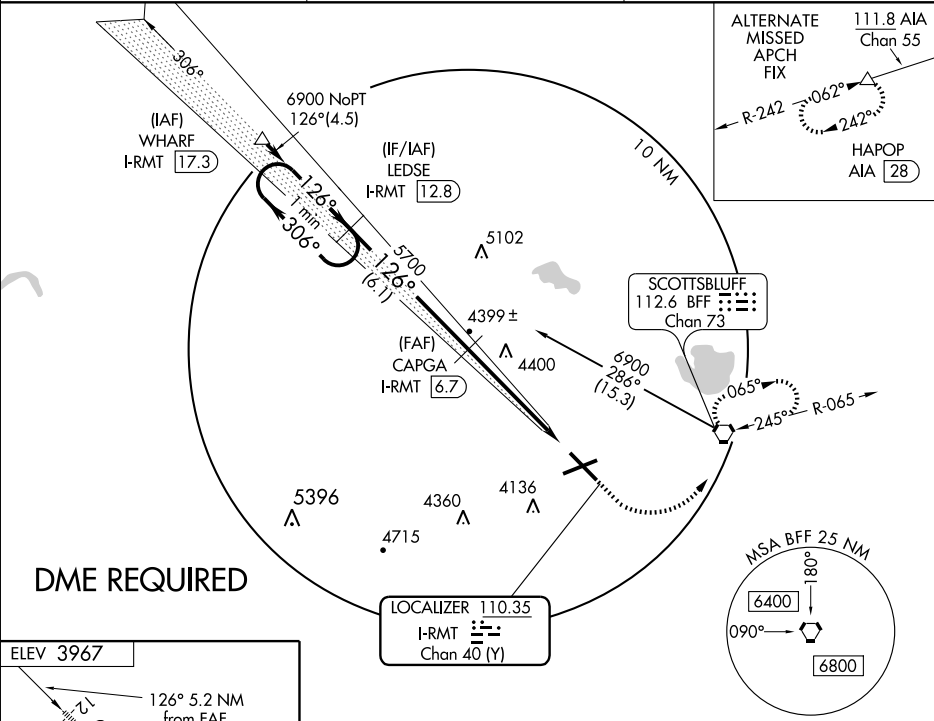 ALTERNATE
MISSED
APCH
FIX
111.8 AIA
Chan 55
R-242
062°
242°
HAPOP
AIA 28
306°
6900 NoPT
126° (4.5)
(IAF)
WHARF
I-RMT 17.3
(IF/IAF)
LEDSE
I-RMT 12.8
10 NM
126°
1 min
306°
5700
126°
(6.1)
5102
SCOTTSBLUFF
112.6 BFF
Chan 73
4399 ±
(FAF)
CAPGA
I-RMT 6.7
4400
6900
286°
(15.3)
065°
245°
R-065
5396
4360
4136
4715
DME REQUIRED
LOCALIZER 110.35
I-RMT
Chan 40 (Y)
MSA BFF 25 NM
180°
6400
090°
6800
ELEV 3967
126° 5.2 NM
from FAF
12